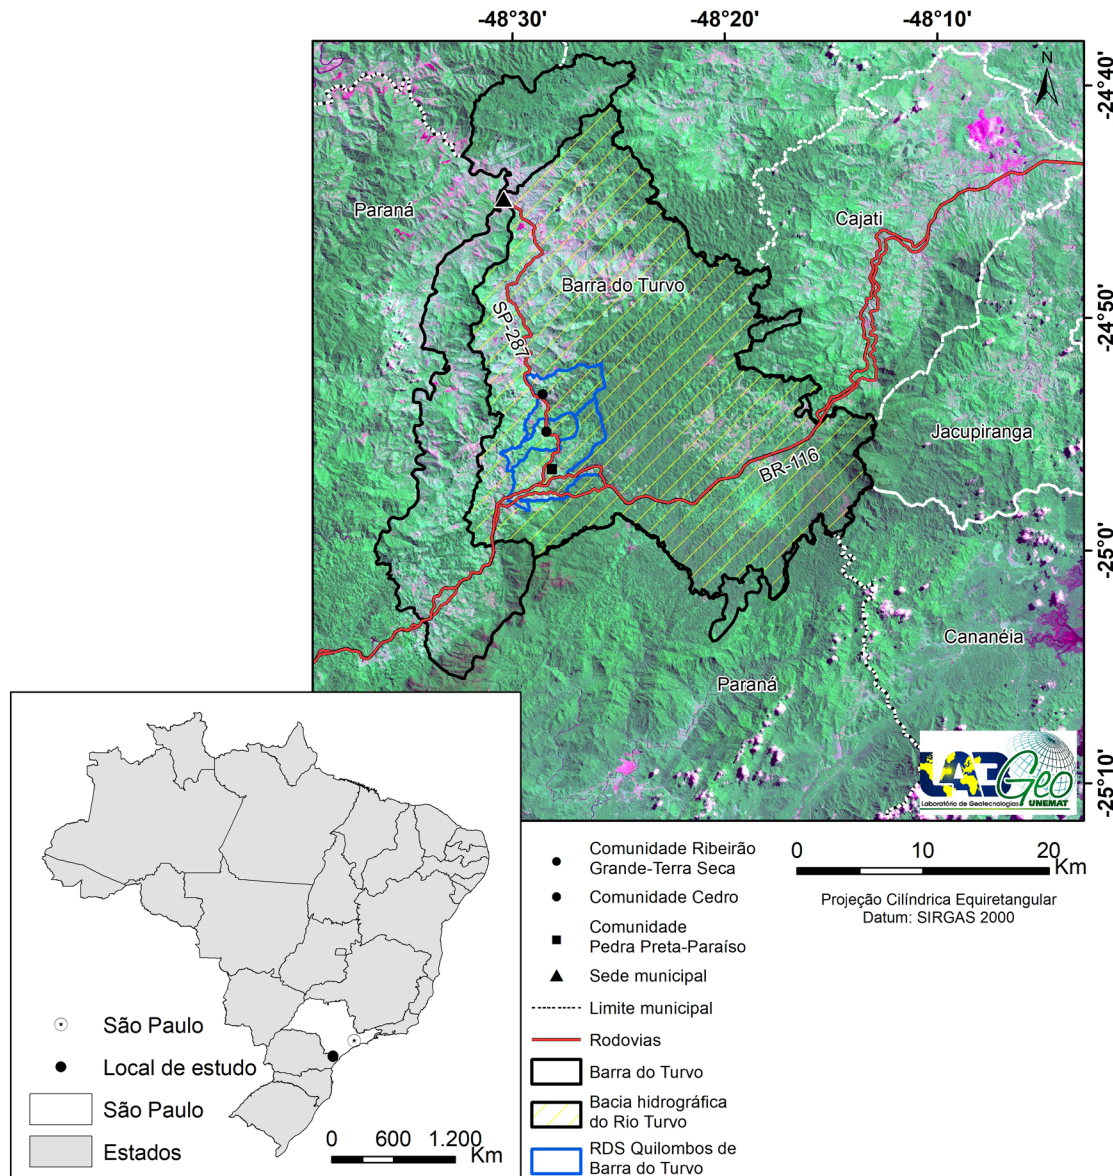 -48°30'
-48°20'
-48°10'
N
-24°40'
Paraná
Cajati
Barra do Turvo
-24°50'
SP-287
Jacupiranga
BR-116
-25°0'
Cananéia
Paraná
-25°10'
LAB
Geo
Laboratório de Geotecnologias
UNEMAT
Comunidade Ribeirão
Grande-Terra Seca
Comunidade Cedro
Comunidade
Pedra Preta-Paraíso
Sede municipal
Limite municipal
Rodovias
Barra do Turvo
Bacia hidrográfica
do Rio Turvo
RDS Quilombos de
Barra do Turvo
0 10 20
Km
Projeção Cilíndrica Equiretangular
Datum: SIRGAS 2000
São Paulo
Local de estudo
São Paulo
Estados
0 600 1.200
Km